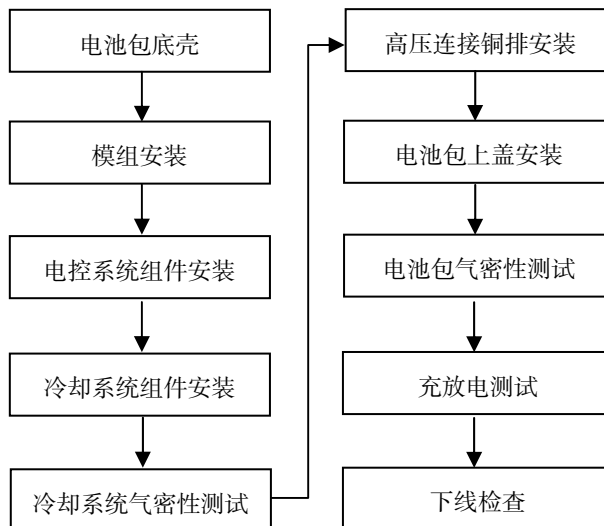 电池包底壳
模组安装
电控系统组件安装
冷却系统组件安装
冷却系统气密性测试
高压连接铜排安装
电池包上盖安装
电池包气密性测试
充放电测试
下线检查